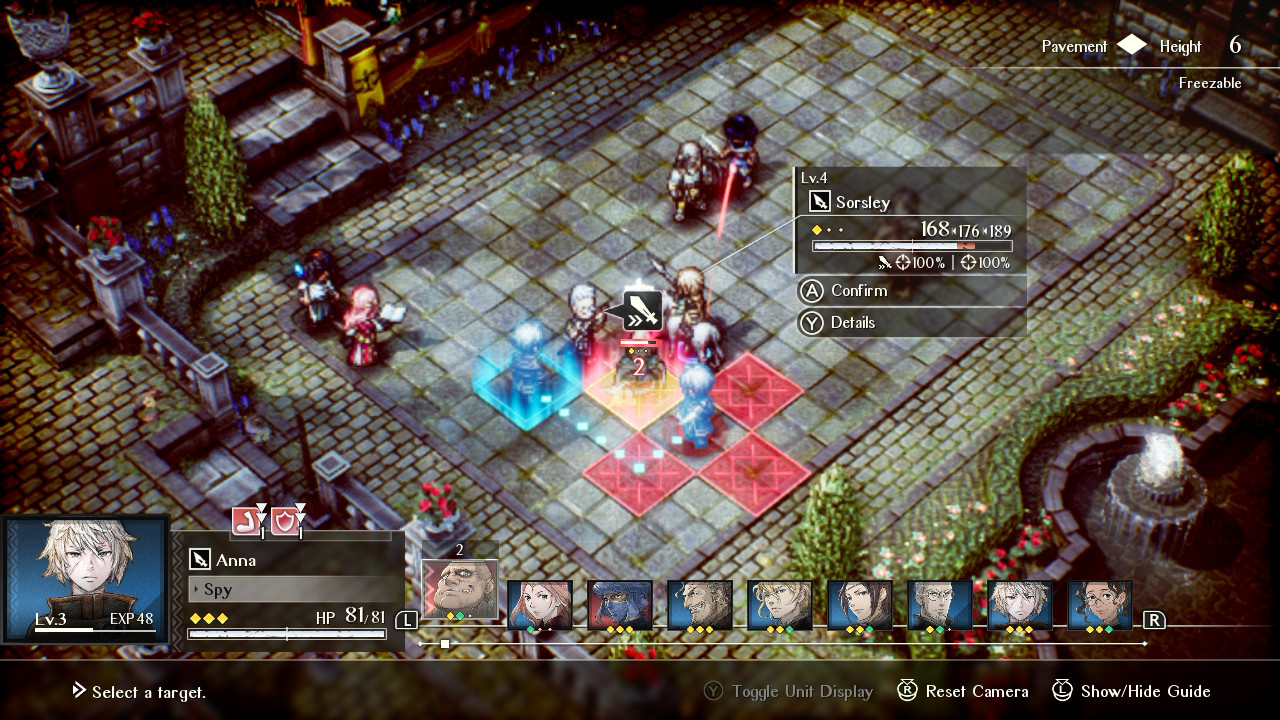 Pavement Height 6
Freezable
Lv.4
Sorsley
168 176 189
100% | 100%
A Confirm
Y Details
2
Anna
Spy
Lv.3 EXP 48
HP 81/81
L
2
R
Select a target.
Y Toggle Unit Display R Reset Camera L Show/Hide Guide